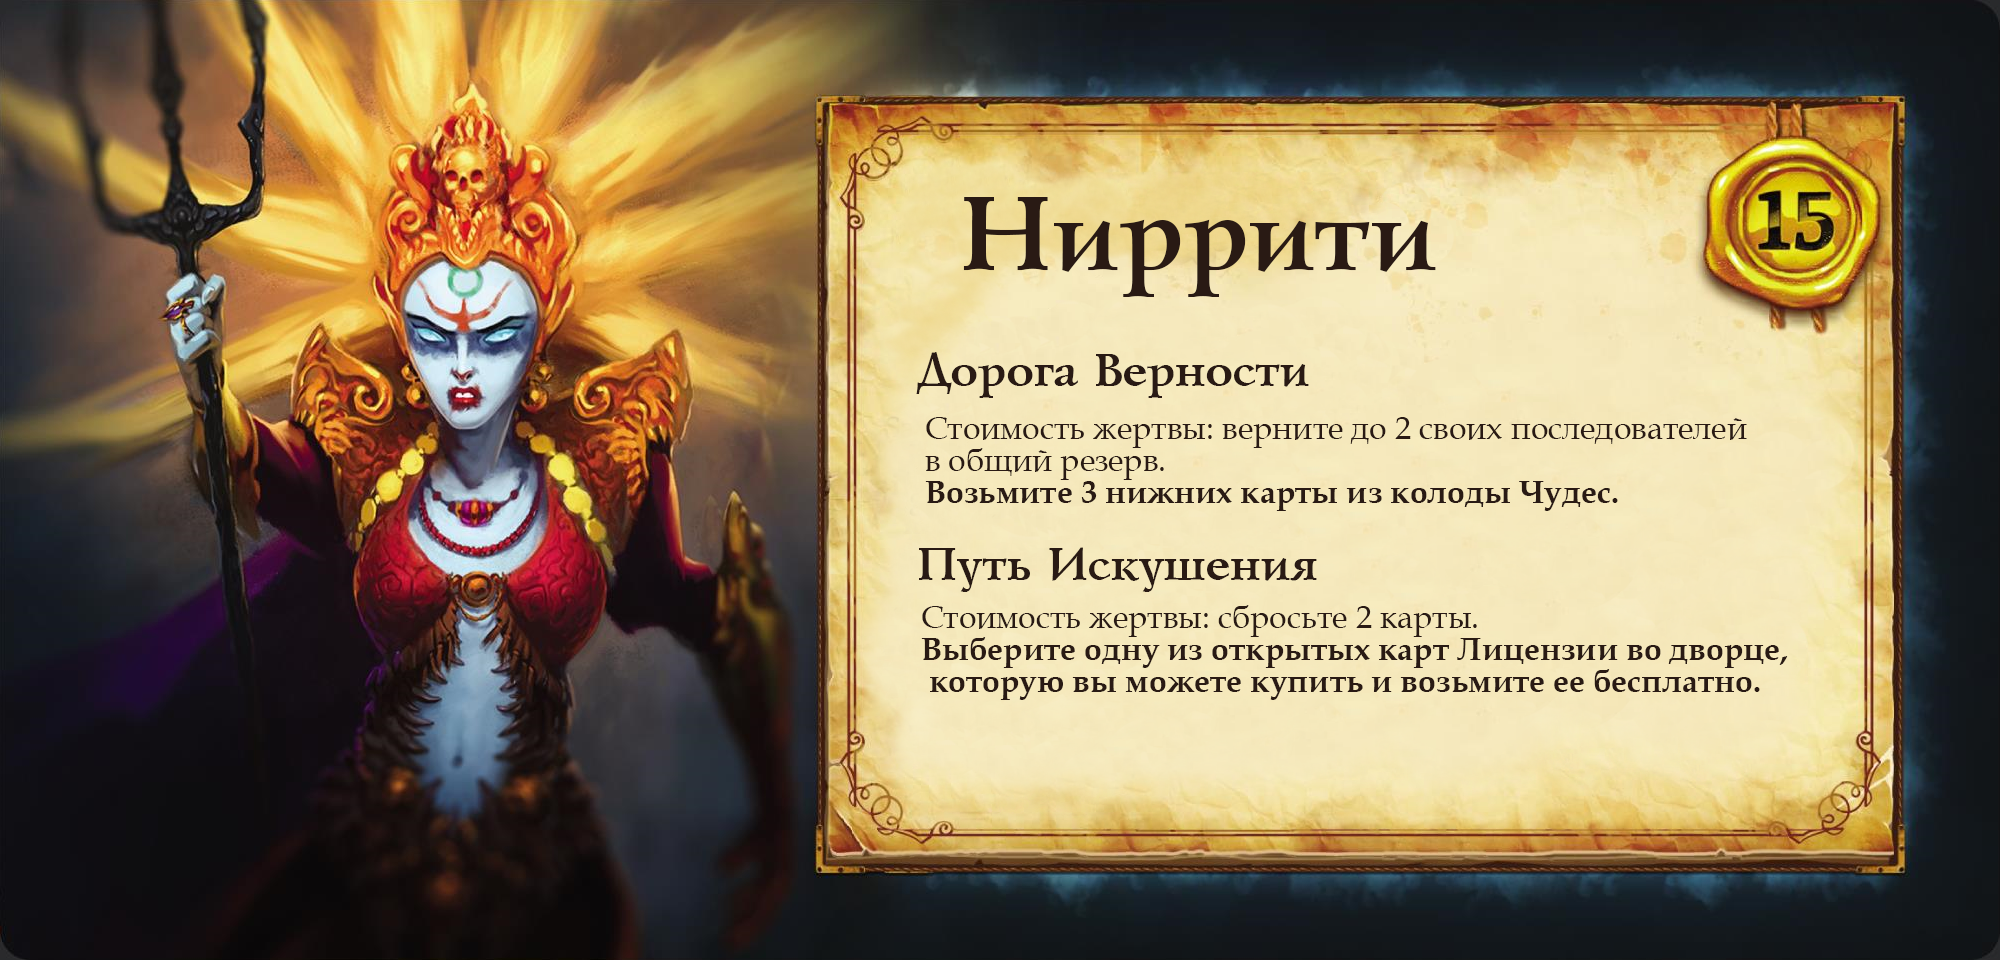 Ниррити
15
Дорога Верности
Стоимость жертвы: верните до 2 своих последователей
в общий резерв.
Возьмите 3 нижних карты из колоды Чудес.
Путь Искушения
Стоимость жертвы: сбросьте 2 карты.
Выберите одну из открытых карт Лицензии во дворце,
которую вы можете купить и возьмите ее бесплатно.